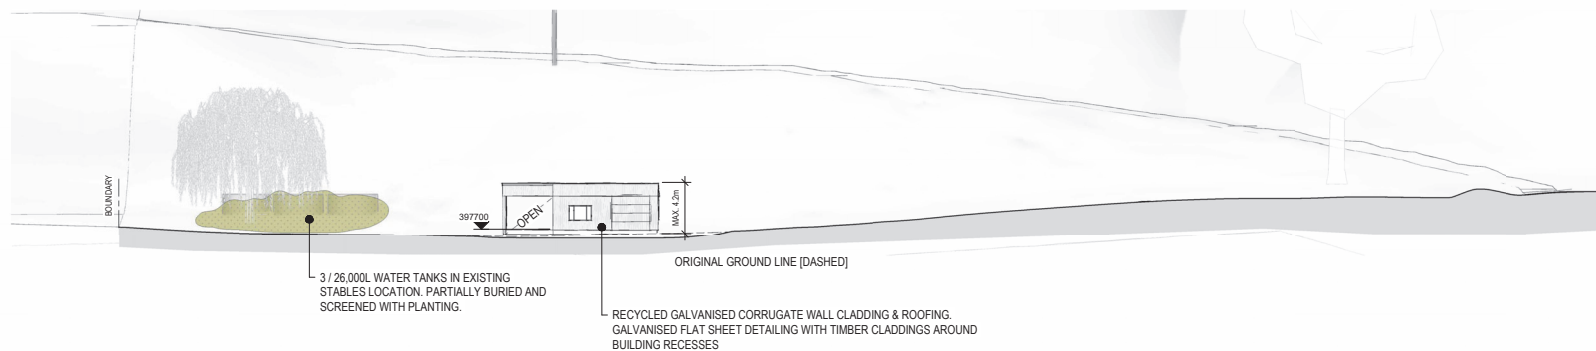 BOUNDARY
397700
OPEN
MAX. 4.2m
ORIGINAL GROUND LINE [DASHED]
3 / 26,000L WATER TANKS IN EXISTING
STABLES LOCATION. PARTIALLY BURIED AND
SCREENED WITH PLANTING.
RECYCLED GALVANISED CORRUGATE WALL CLADDING & ROOFING.
GALVANISED FLAT SHEET DETAILING WITH TIMBER CLADDINGS AROUND
BUILDING RECESSES